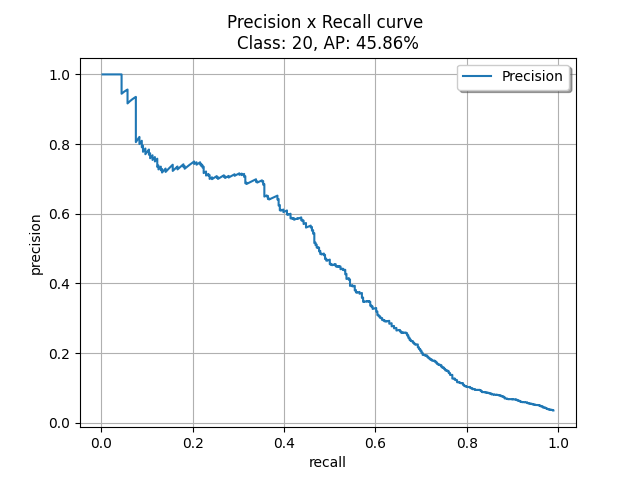 Precision x Recall curve
Class: 20, AP: 45.86%
Precision
1.0
0.8
0.6
0.4
0.2
0.0
precision
0.0 0.2 0.4 0.6 0.8 1.0
recall